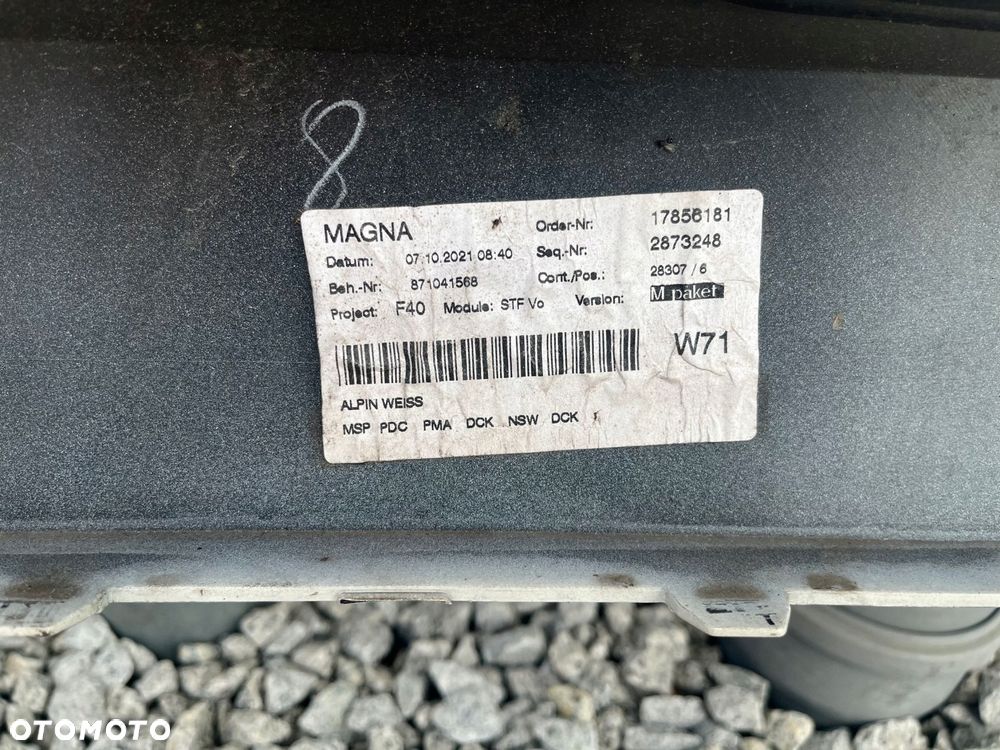 8
MAGNA Order-Nr: 17856181
Datum: 07.10.2021 08:40 Seq.-Nr: 2873248
Beh.-Nr: 871041568 Cont./Pos.: 28307 / 6
Project: F40 Module: STF Vo Version: M paket
W71
ALPIN WEISS
MSP PDC PMA DCK NSW DCK
OTOMOTO